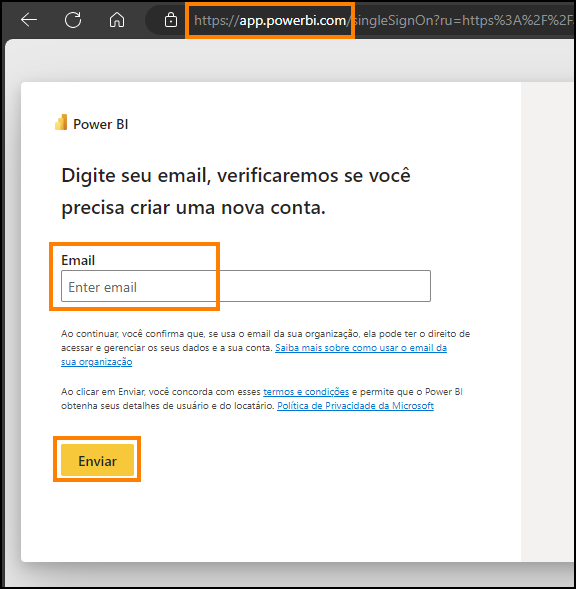 https://app.powerbi.com/singleSignOn?ru=https%3A%2F%2F
Power BI
Digite seu email, verificaremos se você
precisa criar uma nova conta.
Email
Enter email
Ao continuar, você confirma que, se usa o email da sua organização, ela pode ter o direito de
acessar e gerenciar os seus dados e a sua conta. Saiba mais sobre como usar o email da
sua organização
Ao clicar em Enviar, você concorda com esses termos e condições e permite que o Power BI
obtenha seus detalhes de usuário e do locatário. Política de Privacidade da Microsoft
Enviar